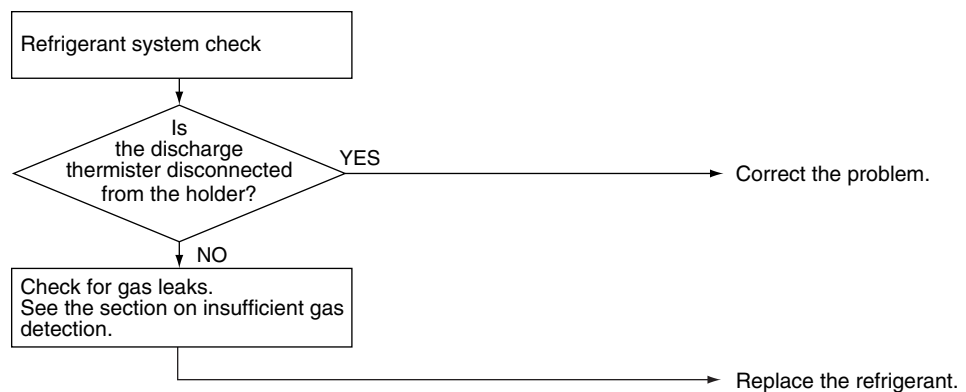 Refrigerant system check
Is
the discharge
thermister disconnected
from the holder?
YES
Correct the problem.
NO
Check for gas leaks.
See the section on insufficient gas
detection.
Replace the refrigerant.